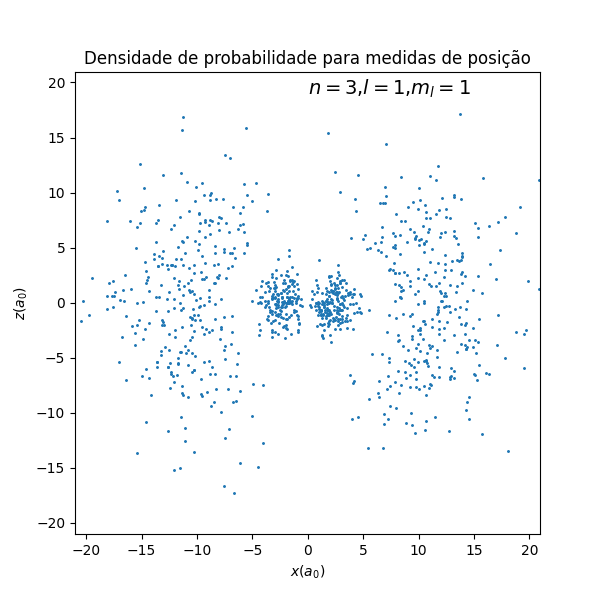 Densidade de probabilidade para medidas de posição
n = 3,l = 1,mₗ = 1
20
15
10
5
0
−5
−10
−15
−20
z(a₀)
−20 −15 −10 −5 0 5 10 15 20
x(a₀)